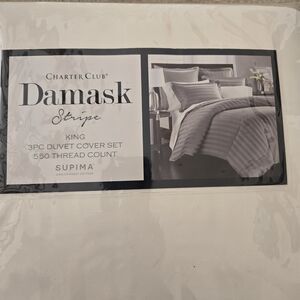 CHARTER CLUB®
Damask
Stripe
KING
3PC DUVET COVER SET
550 THREAD COUNT
SUPIMA